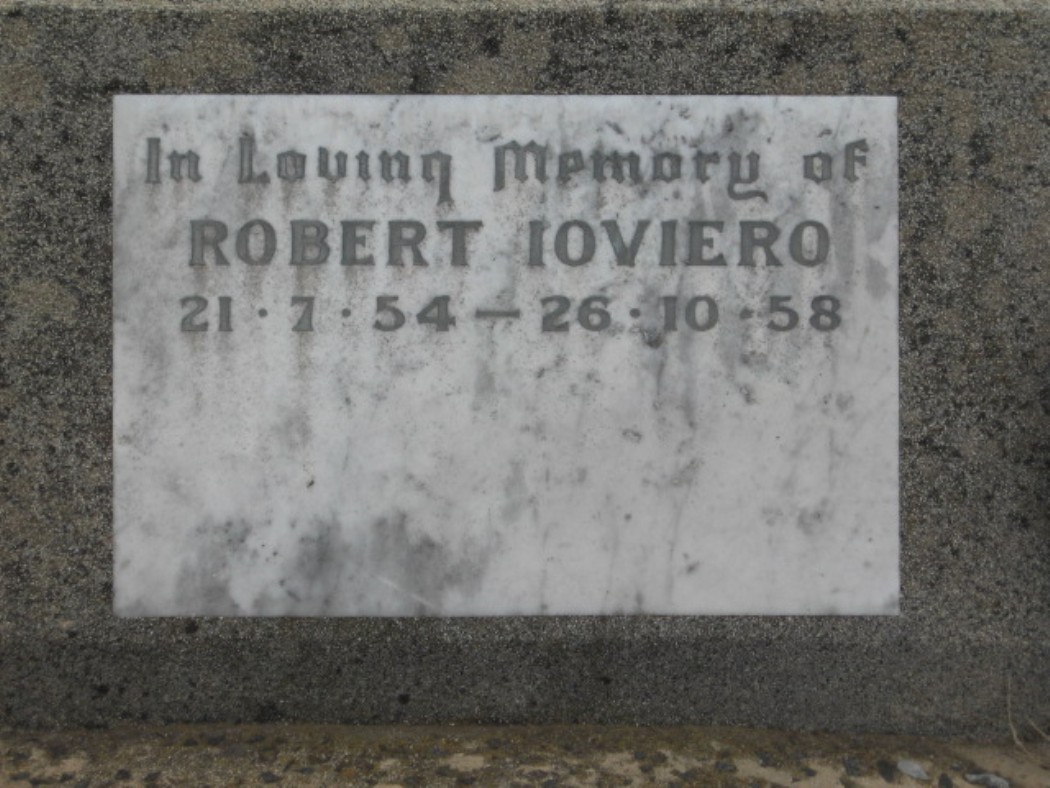 In Loving Memory of
ROBERT IOVIERO
21·7·54—26·10·58